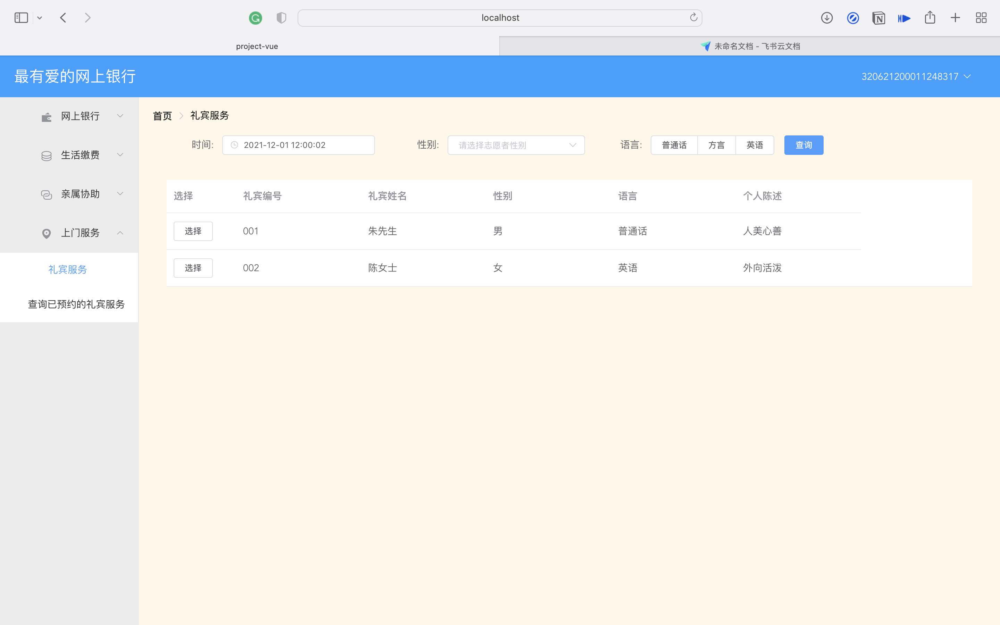 localhost
project-vue
未命名文档 - 飞书云文档
最有爱的网上银行
320621200011248317
网上银行
生活缴费
亲属协助
上门服务
礼宾服务
查询已预约的礼宾服务
首页 礼宾服务
时间: 2021-12-01 12:00:02 性别: 请选择志愿者性别 语言: 普通话 方言 英语 查询
选择 礼宾编号 礼宾姓名 性别 语言 个人陈述
选择 001 朱先生 男 普通话 人美心善
选择 002 陈女士 女 英语 外向活泼